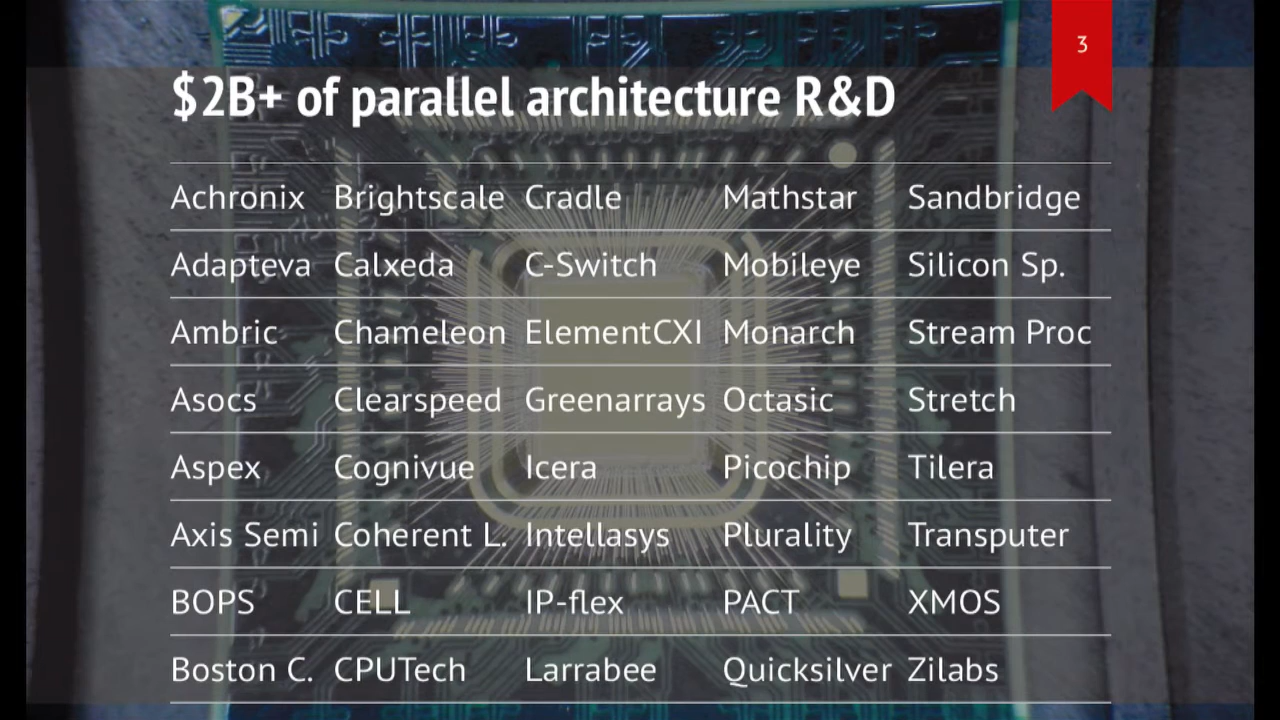 3
$2B+ of parallel architecture R&D
Achronix Brightscale Cradle Mathstar Sandbridge
Adapteva Calxeda C-Switch Mobileye Silicon Sp.
Ambric Chameleon ElementCXI Monarch Stream Proc
Asocs Clearspeed Greenarrays Octasic Stretch
Aspex Cognivue Icera Picochip Tilera
Axis Semi Coherent L. Intellasys Plurality Transputer
BOPS CELL IP-flex PACT XMOS
Boston C. CPUTech Larrabee Quicksilver Zilabs